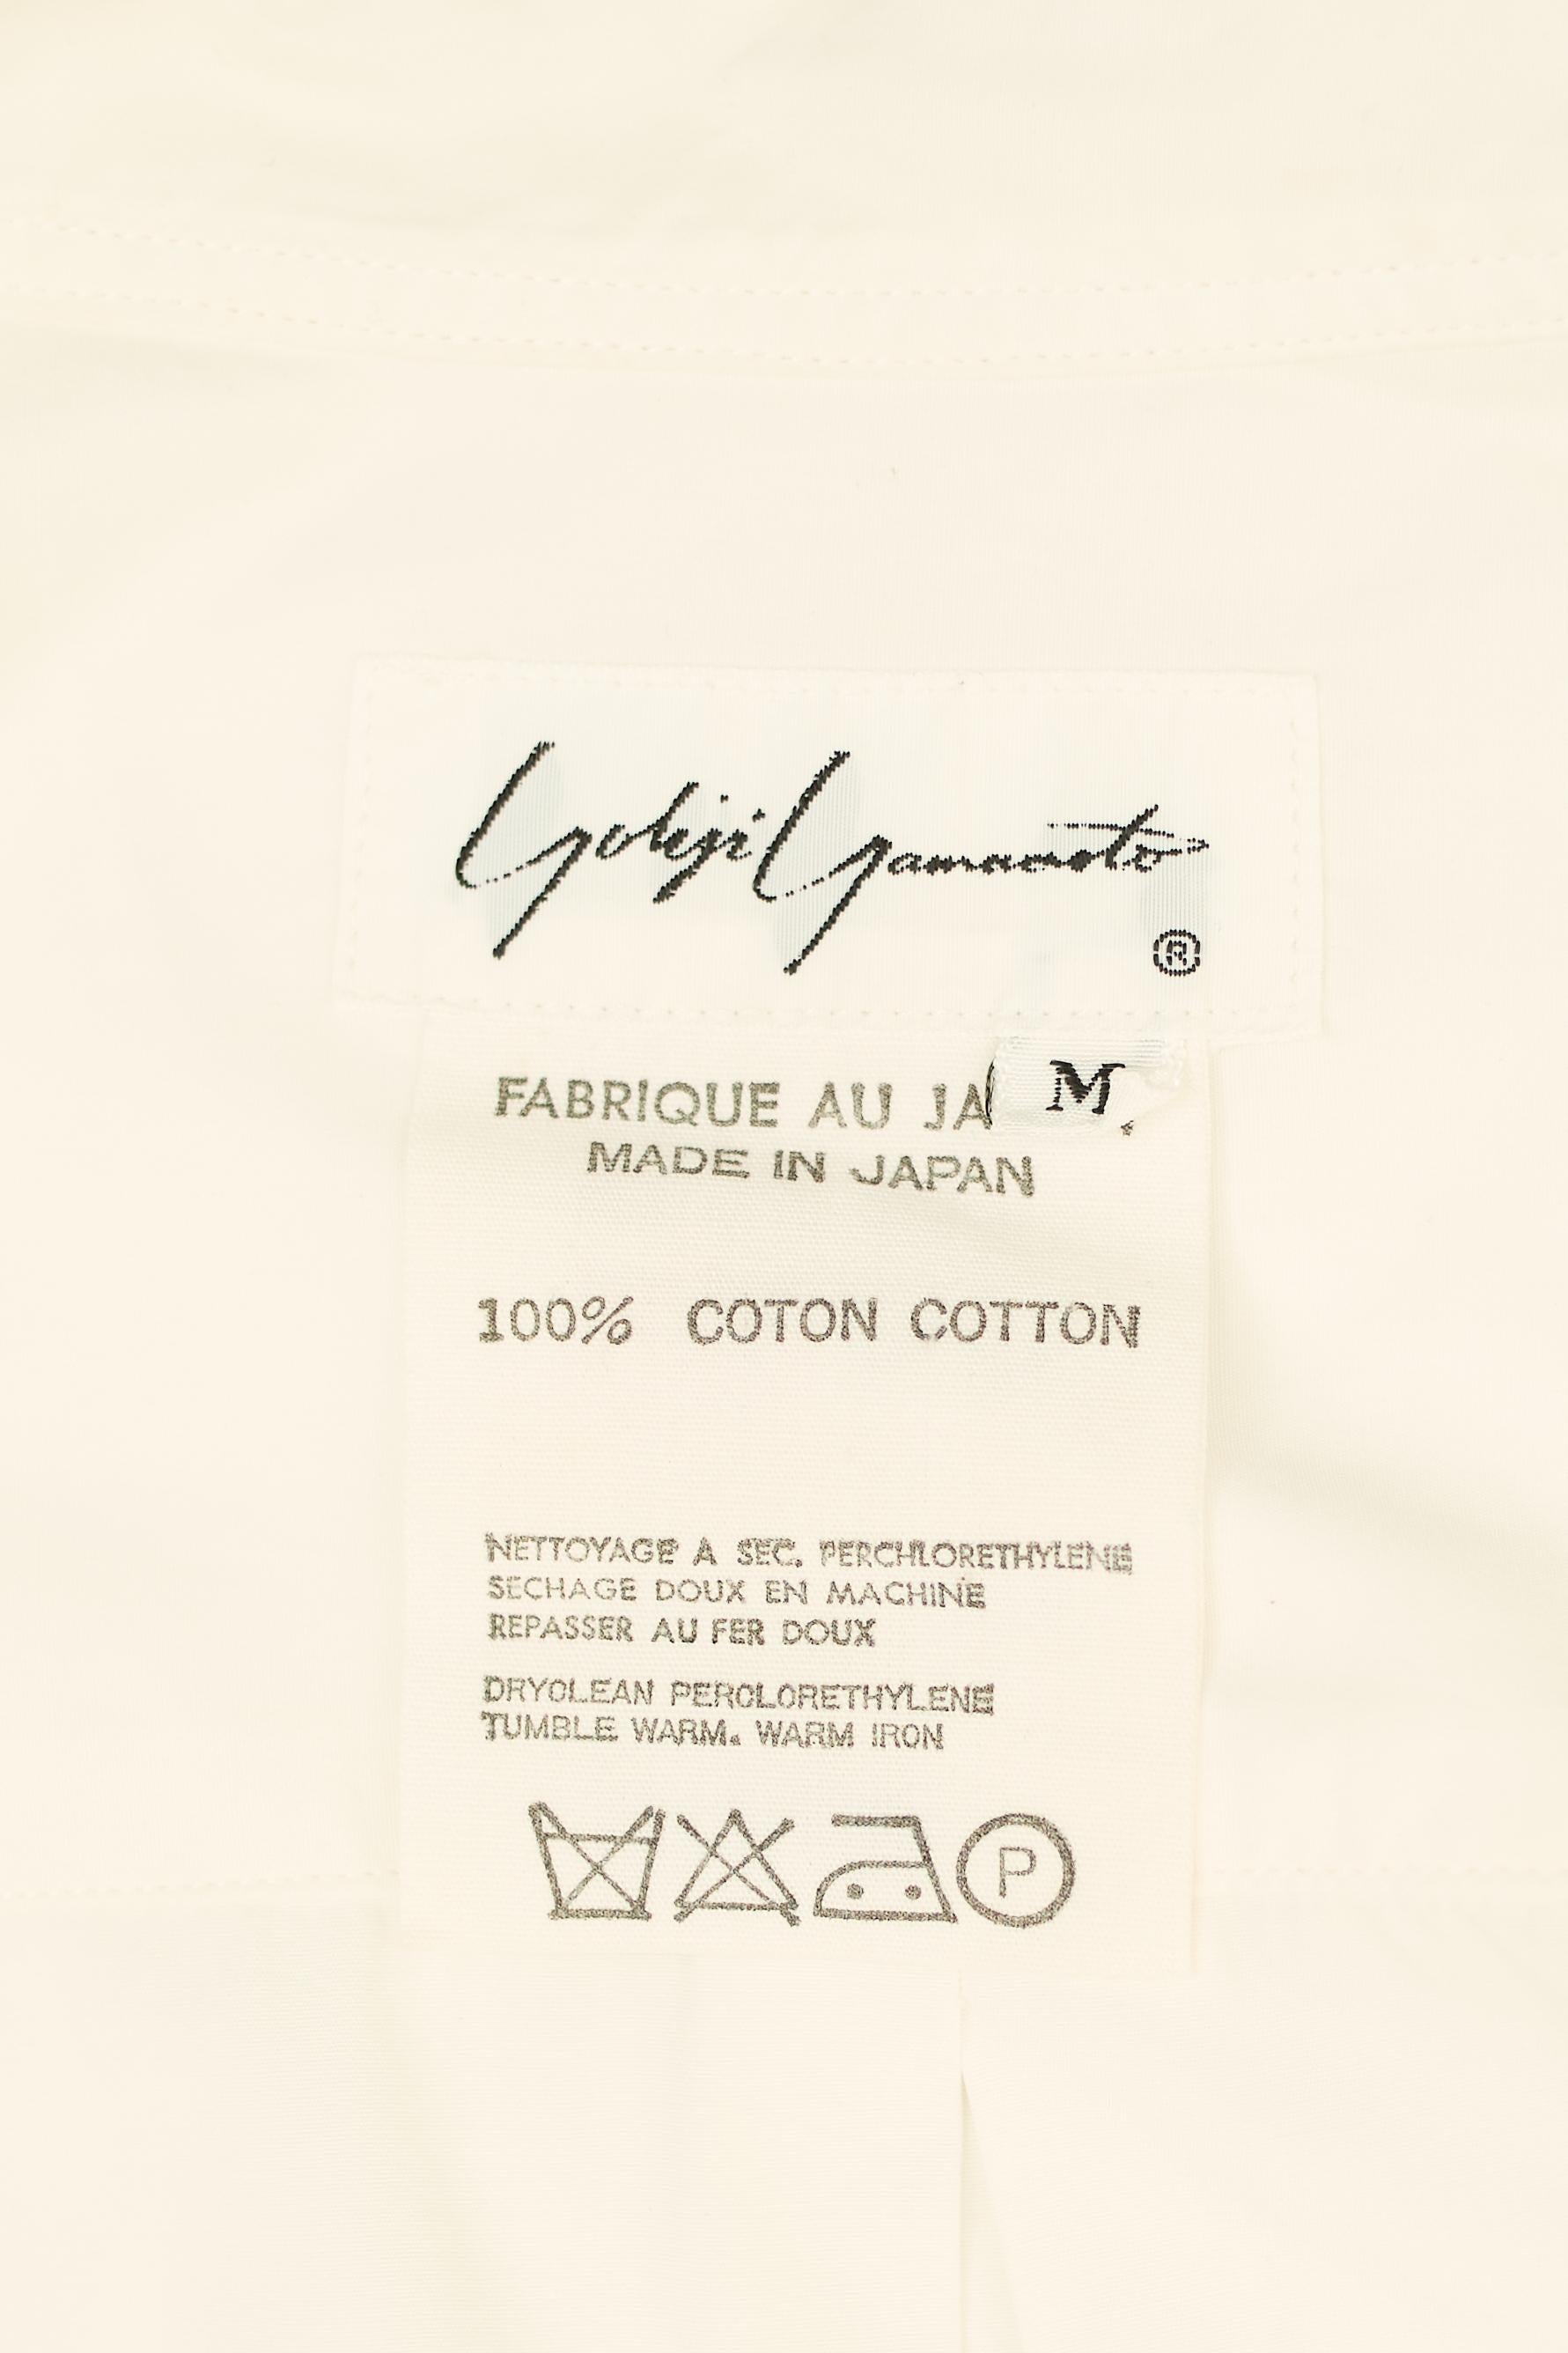 Yohji Yamamoto
®
M
FABRIQUE AU JA
MADE IN JAPAN
100% COTON COTTON
NETTOYAGE A SEC. PERCHLORETHYLENE
SECHAGE DOUX EN MACHINE
REPASSER AU FER DOUX
DRYCLEAN PERCLORETHYLENE
TUMBLE WARM. WARM IRON
P